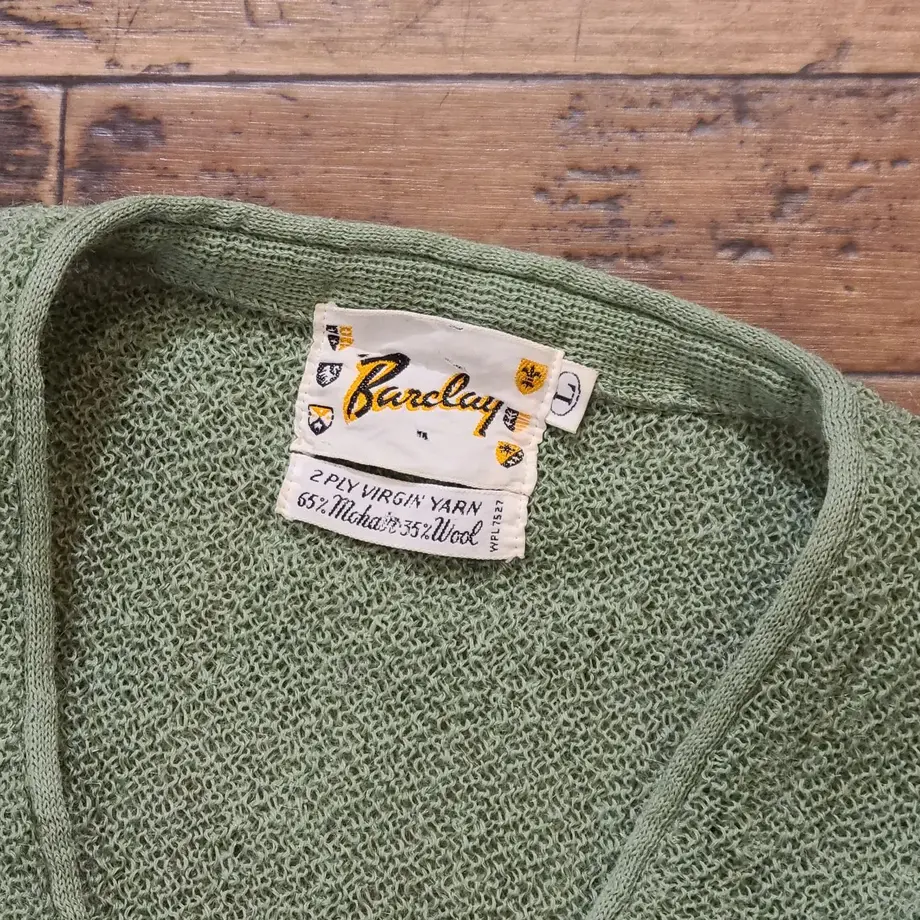 Barclay
L
2 PLY VIRGIN YARN
65% Mohair 35% Wool
WPL 7527